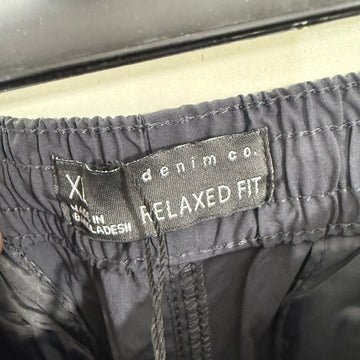 denim co.
RELAXED FIT
XL
MADE IN
BANGLADESH